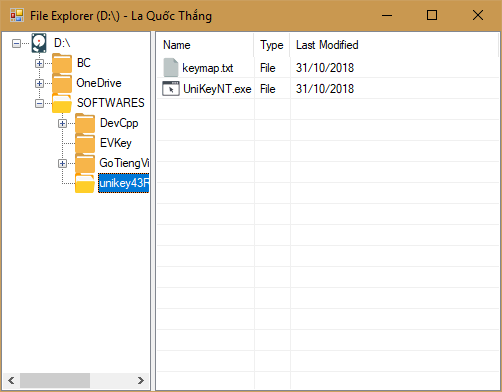 File Explorer (D:\) - La Quốc Thắng
D:\
BC
OneDrive
SOFTWARES
DevCpp
EVKey
GoTiengVi
unikey43R
Name Type Last Modified
keymap.txt File 31/10/2018
UniKeyNT.exe File 31/10/2018